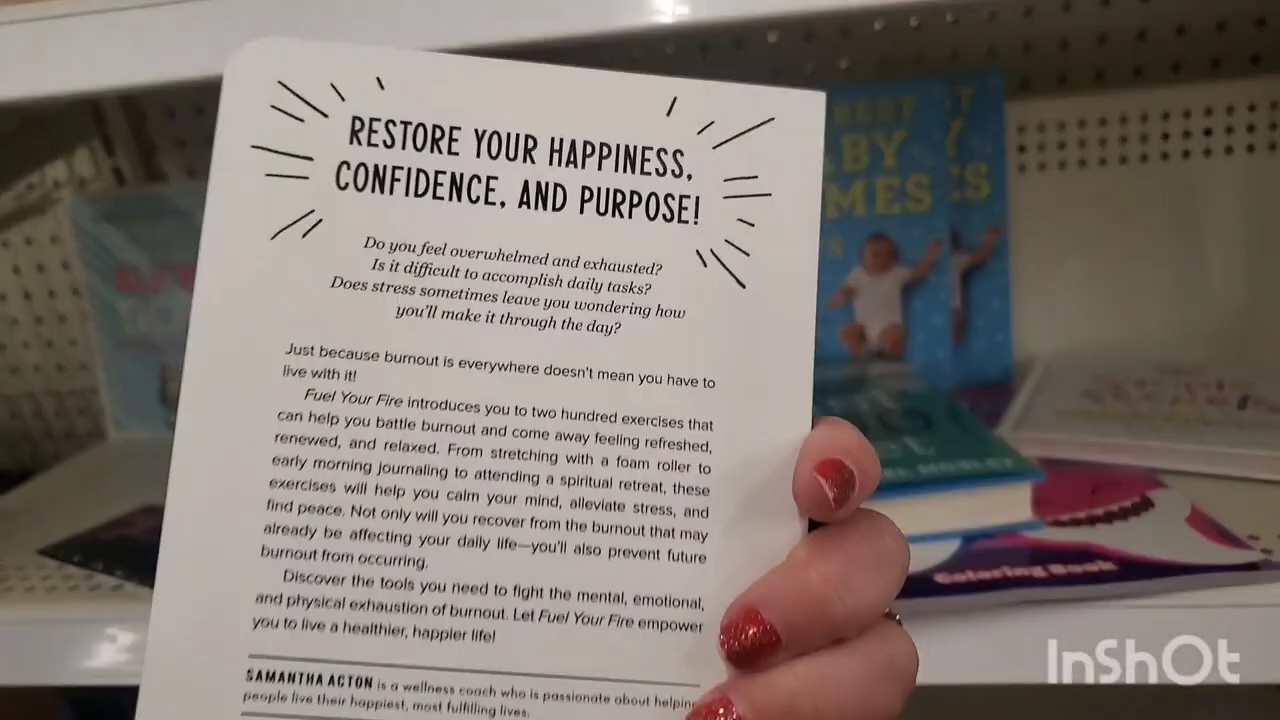 RESTORE YOUR HAPPINESS,
CONFIDENCE, AND PURPOSE!
Do you feel overwhelmed and exhausted?
Is it difficult to accomplish daily tasks?
Does stress sometimes leave you wondering how
you'll make it through the day?
Just because burnout is everywhere doesn't mean you have to
live with it!
Fuel Your Fire introduces you to two hundred exercises that
can help you battle burnout and come away feeling refreshed,
renewed, and relaxed. From stretching with a foam roller to
early morning journaling to attending a spiritual retreat, these
exercises will help you calm your mind, alleviate stress, and
find peace. Not only will you recover from the burnout that may
already be affecting your daily life—you'll also prevent future
burnout from occurring.
Discover the tools you need to fight the mental, emotional,
and physical exhaustion of burnout. Let Fuel Your Fire empower
you to live a healthier, happier life!
SAMANTHA ACTON is a wellness coach who is passionate about helping
people live their happiest, most fulfilling lives.
Coloring Book
InShOt